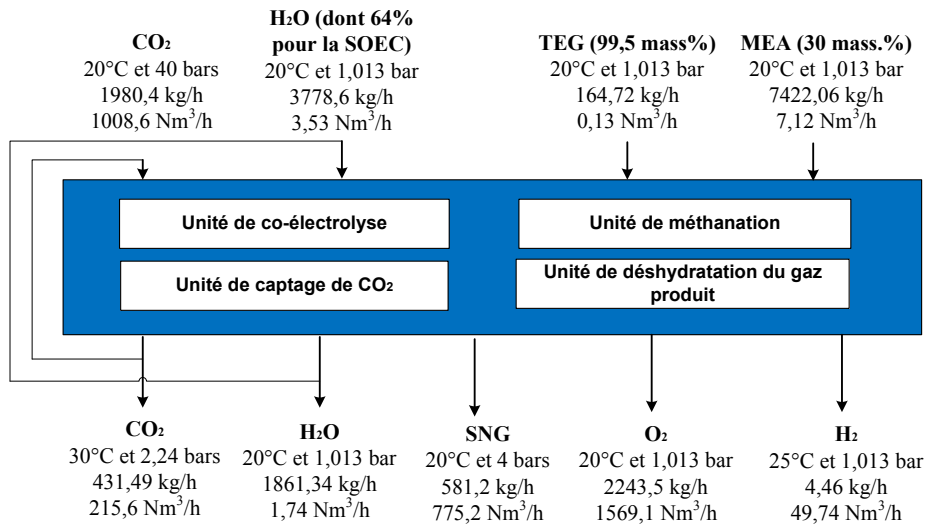 CO₂
20°C et 40 bars
1980,4 kg/h
1008,6 Nm³/h
H₂O (dont 64%
pour la SOEC)
20°C et 1,013 bar
3778,6 kg/h
3,53 Nm³/h
TEG (99,5 mass%)
20°C et 1,013 bar
164,72 kg/h
0,13 Nm³/h
MEA (30 mass.%)
20°C et 1,013 bar
7422,06 kg/h
7,12 Nm³/h
Unité de co-électrolyse
Unité de méthanation
Unité de captage de CO₂
Unité de déshydratation du gaz
produit
CO₂
30°C et 2,24 bars
431,49 kg/h
215,6 Nm³/h
H₂O
20°C et 1,013 bar
1861,34 kg/h
1,74 Nm³/h
SNG
20°C et 4 bars
581,2 kg/h
775,2 Nm³/h
O₂
20°C et 1,013 bar
2243,5 kg/h
1569,1 Nm³/h
H₂
25°C et 1,013 bar
4,46 kg/h
49,74 Nm³/h